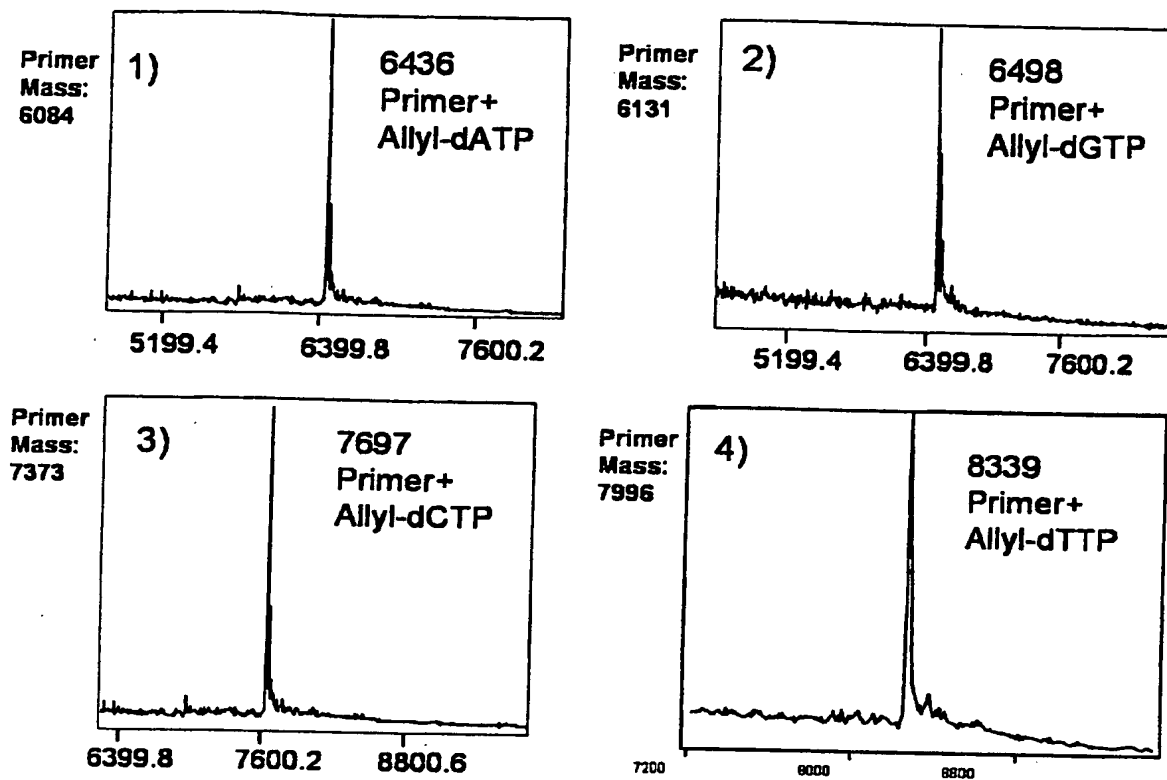 Primer
Mass:
6084
1)
6436
Primer+
Allyl-dATP
5199.4 6399.8 7600.2
Primer
Mass:
6131
2)
6498
Primer+
Allyl-dGTP
5199.4 6399.8 7600.2
Primer
Mass:
7373
3)
7697
Primer+
Allyl-dCTP
6399.8 7600.2 8800.6
Primer
Mass:
7996
4)
8339
Primer+
Allyl-dTTP
7200 8000 8800